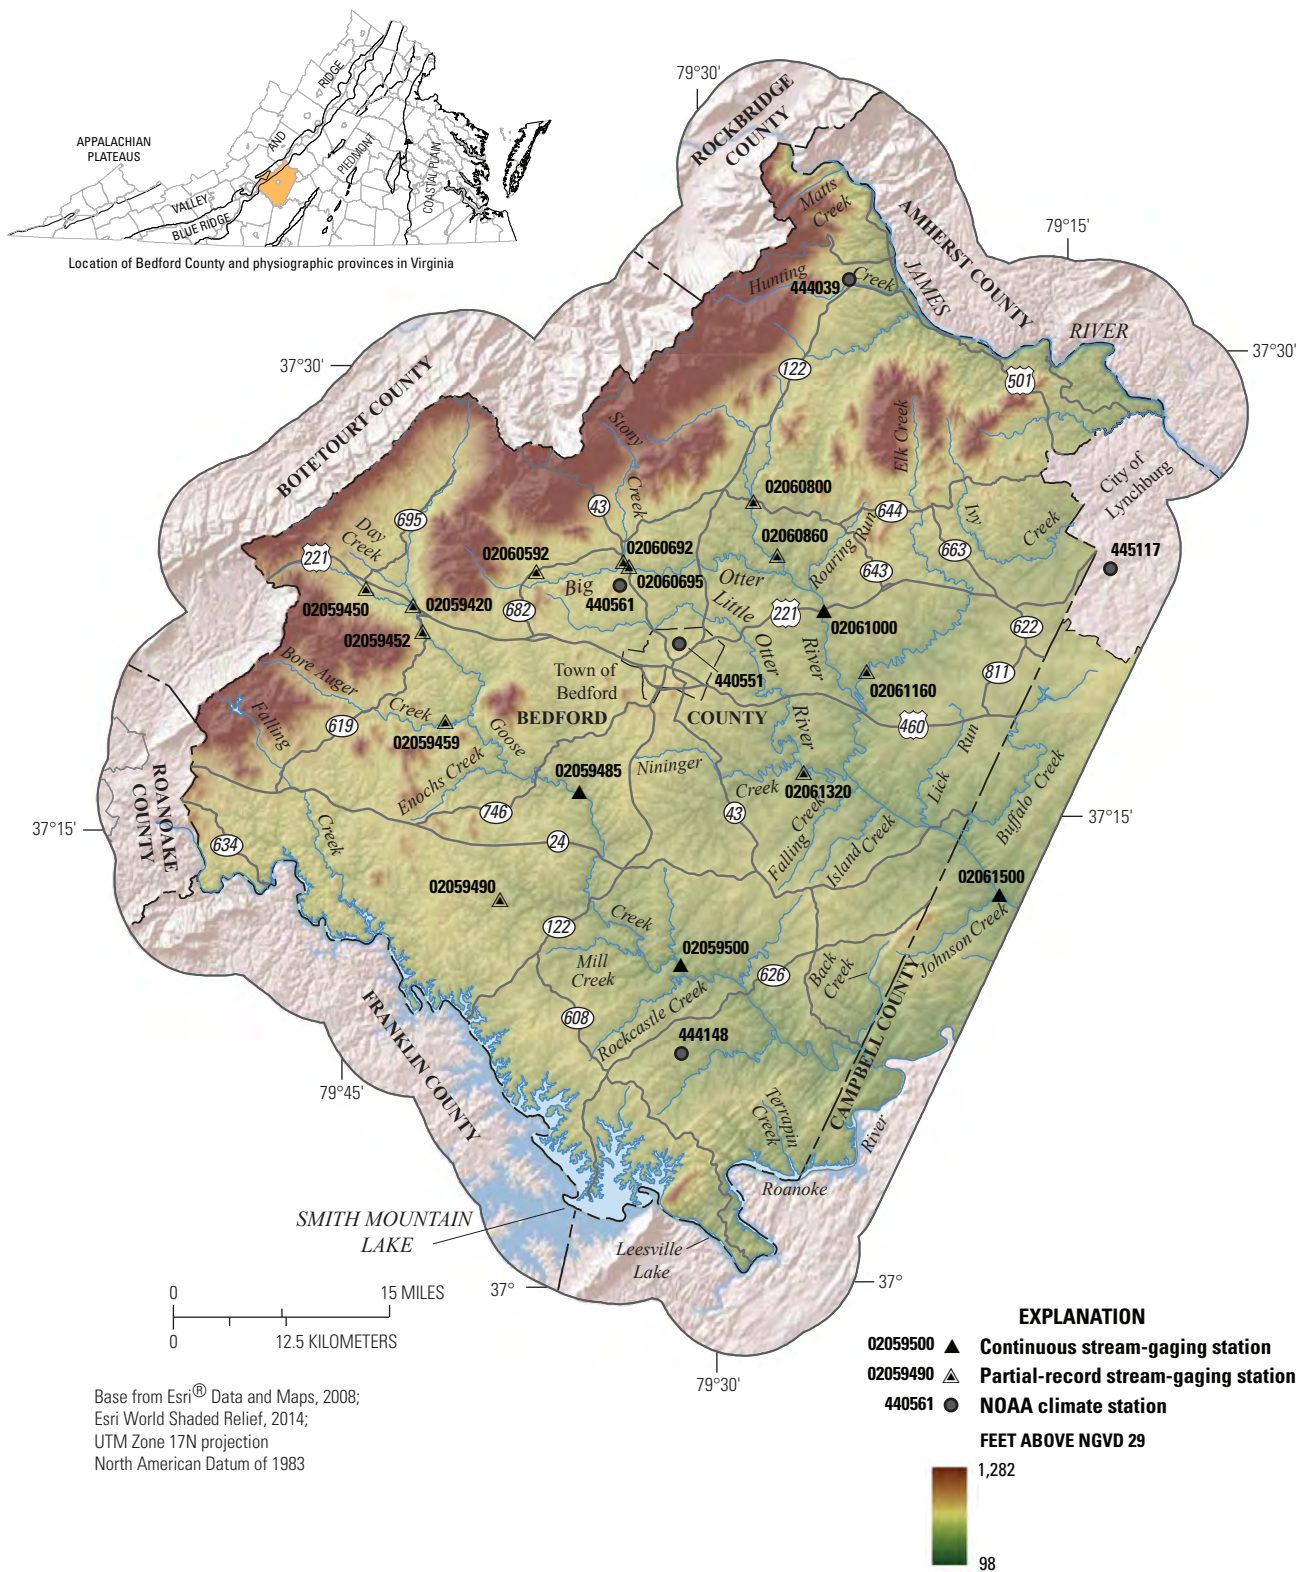 APPALACHIAN
PLATEAUS
VALLEY
AND
RIDGE
BLUE RIDGE
PIEDMONT
COASTAL PLAIN
Location of Bedford County and physiographic provinces in Virginia
79°30'
ROCKBRIDGE
COUNTY
Matts
Creek
AMHERST COUNTY
79°15'
Hunting
Creek
444039
JAMES
RIVER
37°30'
37°30'
122
501
BOTETOURT COUNTY
Stony
Creek
Elk Creek
City of
Lynchburg
43
02060800
695
Day
Creek
644
Ivy
Creek
221
02060592
02060692
02060860
Roaring Run
663
445117
02060695
643
Big
Otter
02059450
02059420
682
440561
Little
221
02061000
622
02059452
Otter
River
Bore Auger
Creek
Town of
Bedford
440551
02061160
811
Falling
619
BEDFORD
COUNTY
River
460
Run
02059459
Goose
Nininger
Lick
Buffalo Creek
ROANOAKE
COUNTY
Enochs Creek
02059485
Creek
02061320
37°15'
746
43
Creek
37°15'
634
Creek
24
Falling
Island
Creek
02061500
02059490
122
Creek
Johnson Creek
02059500
Mill
Creek
626
Back
Creek
FRANKLIN COUNTY
608
Rockcastle Creek
444148
CAMPBELL COUNTY
79°45'
Terrapin
Creek
River
Roanoke
SMITH MOUNTAIN
LAKE
Leesville
Lake
37°
37°
79°30'
0 15 MILES
0 12.5 KILOMETERS
EXPLANATION
02059500 Continuous stream-gaging station
02059490 Partial-record stream-gaging station
440561 NOAA climate station
FEET ABOVE NGVD 29
1,282
98
Base from Esri® Data and Maps, 2008;
Esri World Shaded Relief, 2014;
UTM Zone 17N projection
North American Datum of 1983